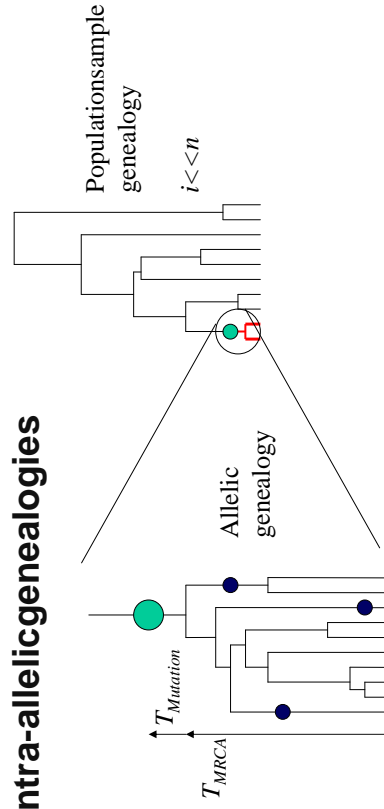 ntra-allelicgenealogies
Populationsample
genealogy
i<<n
Allelic
genealogy
T_Mutation
T_MRCA